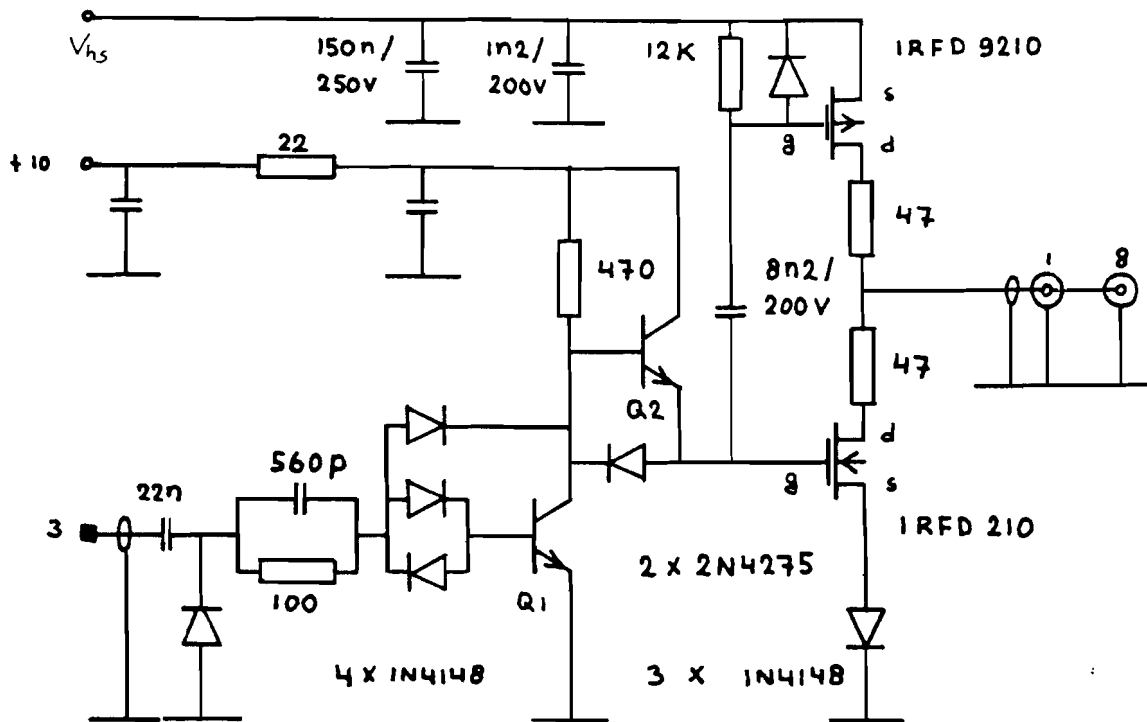 Vhs
150n/
250v
1n2/
200v
12K
IRFD 9210
s
g
d
+10
22
470
8n2/
200V
47
1
8
47
Q2
d
g
s
560p
22n
3
100
Q1
2 x 2N4275
IRFD 210
4 x 1N4148
3 x 1N4148